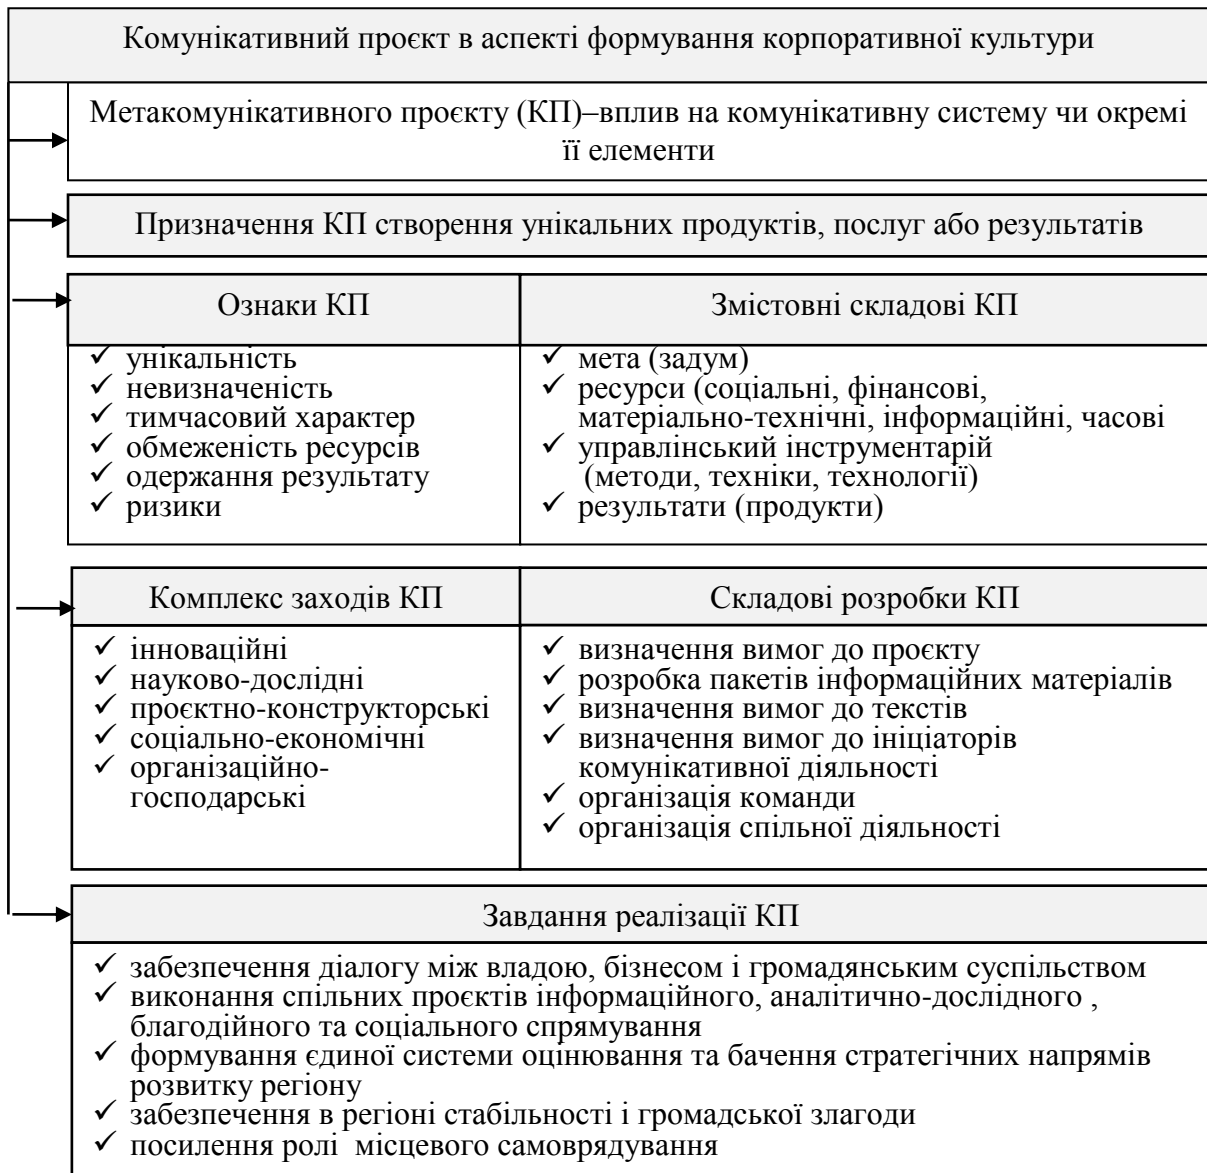 Комунікативний проєкт в аспекті формування корпоративної культури
Метакомунікативного проєкту (КП)–вплив на комунікативну систему чи окремі
її елементи
Призначення КП створення унікальних продуктів, послуг або результатів
Ознаки КП
✓ унікальність
✓ невизначеність
✓ тимчасовий характер
✓ обмеженість ресурсів
✓ одержання результату
✓ ризики
Змістовні складові КП
✓ мета (задум)
✓ ресурси (соціальні, фінансові,
матеріально-технічні, інформаційні, часові
✓ управлінський інструментарій
(методи, техніки, технології)
✓ результати (продукти)
Комплекс заходів КП
✓ інноваційні
✓ науково-дослідні
✓ проєктно-конструкторські
✓ соціально-економічні
✓ організаційно-
господарські
Складові розробки КП
✓ визначення вимог до проєкту
✓ розробка пакетів інформаційних матеріалів
✓ визначення вимог до текстів
✓ визначення вимог до ініціаторів
комунікативної діяльності
✓ організація команди
✓ організація спільної діяльності
Завдання реалізації КП
✓ забезпечення діалогу між владою, бізнесом і громадянським суспільством
✓ виконання спільних проєктів інформаційного, аналітично-дослідного ,
благодійного та соціального спрямування
✓ формування єдиної системи оцінювання та бачення стратегічних напрямів
розвитку регіону
✓ забезпечення в регіоні стабільності і громадської злагоди
✓ посилення ролі місцевого самоврядування